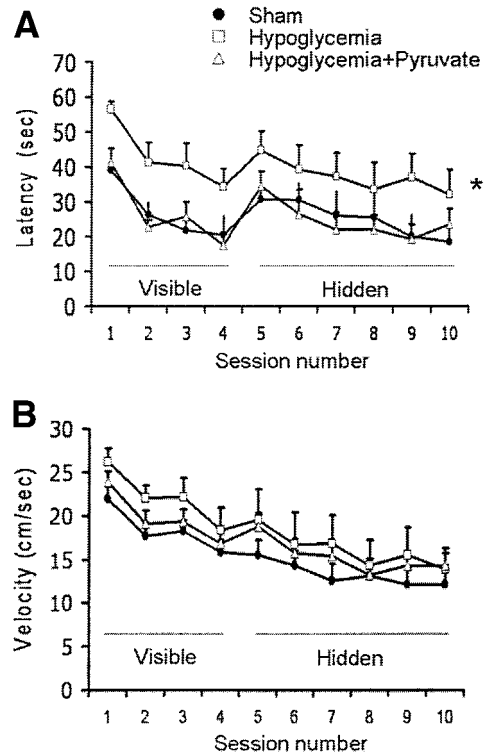 A
Sham
Hypoglycemia
Hypoglycemia+Pyruvate
Latency (sec)
70
60
50
40
30
20
10
0
*
Visible
Hidden
1 2 3 4 5 6 7 8 9 10
Session number
B
Velocity (cm/sec)
30
25
20
15
10
5
0
Visible
Hidden
1 2 3 4 5 6 7 8 9 10
Session number